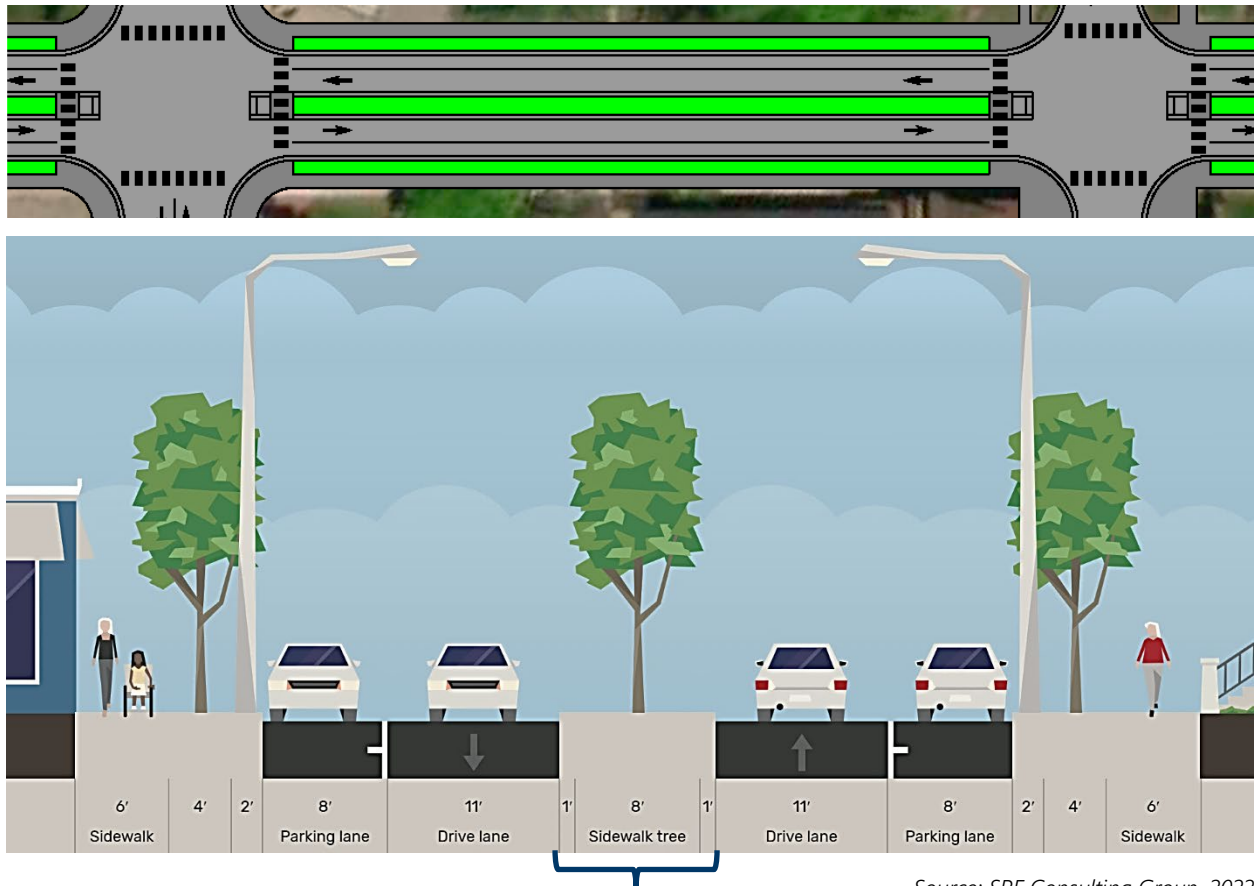 6' 4' 2' 8' 11' 1' 8' 1' 11' 8' 2' 4' 6'
Sidewalk Parking lane Drive lane Sidewalk tree Drive lane Parking lane Sidewalk
Source: SRF Consulting Group, 2022